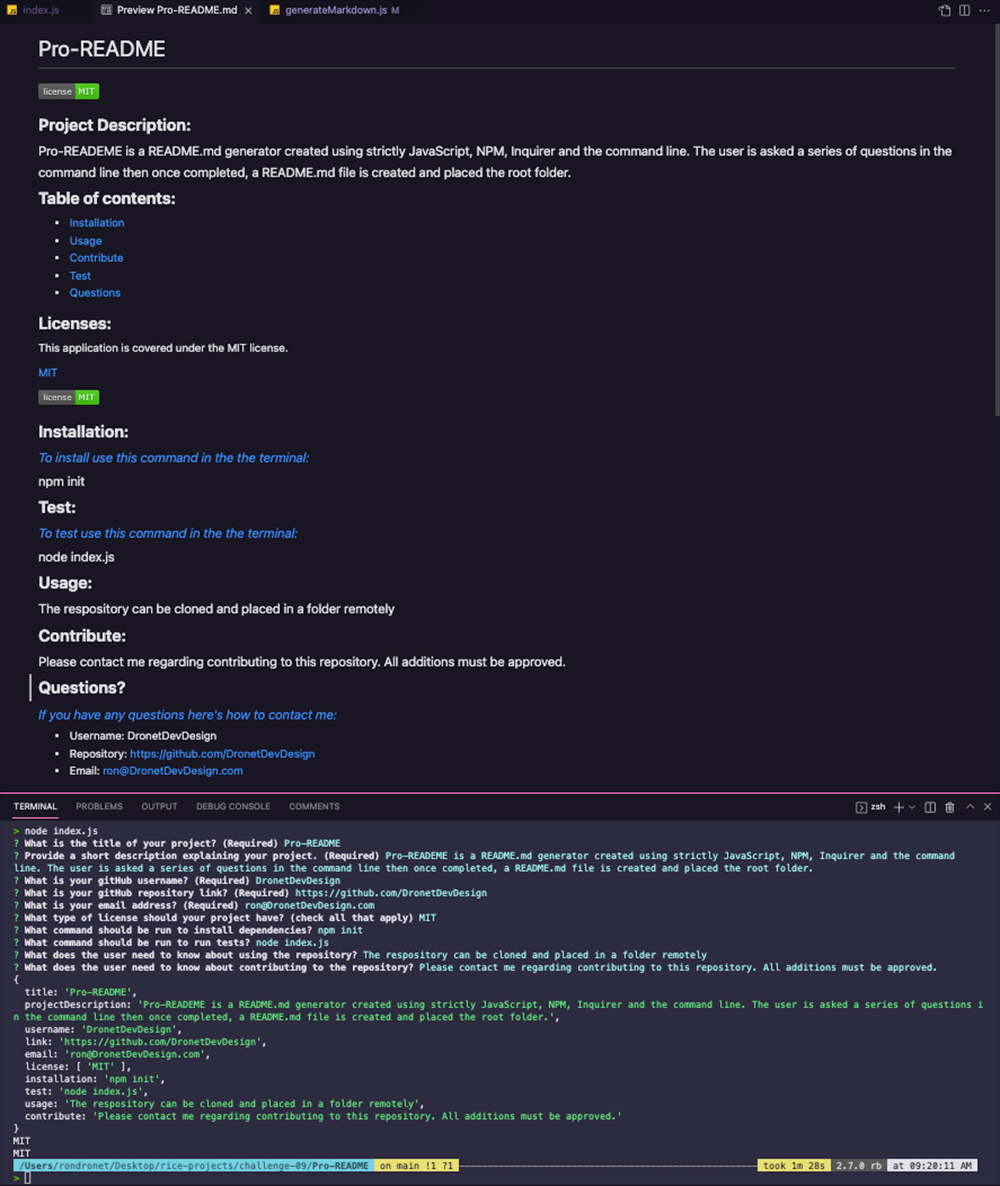 index.js
Preview Pro-README.md
generateMarkdown.js M
Pro-README
license MIT
Project Description:
Pro-READEME is a README.md generator created using strictly JavaScript, NPM, Inquirer and the command line. The user is asked a series of questions in the
command line then once completed, a README.md file is created and placed the root folder.
Table of contents:
• Installation
• Usage
• Contribute
• Test
• Questions
Licenses:
This application is covered under the MIT license.
MIT
license MIT
Installation:
To install use this command in the the terminal:
npm init
Test:
To test use this command in the the terminal:
node index.js
Usage:
The respository can be cloned and placed in a folder remotely
Contribute:
Please contact me regarding contributing to this repository. All additions must be approved.
Questions?
If you have any questions here's how to contact me:
• Username: DronetDevDesign
• Repository: https://github.com/DronetDevDesign
• Email: ron@DronetDevDesign.com
TERMINAL PROBLEMS OUTPUT DEBUG CONSOLE COMMENTS zsh
> node index.js
? What is the title of your project? (Required) Pro-README
? Provide a short description explaining your project. (Required) Pro-READEME is a README.md generator created using strictly JavaScript, NPM, Inquirer and the command
line. The user is asked a series of questions in the command line then once completed, a README.md file is created and placed the root folder.
? What is your gitHub username? (Required) DronetDevDesign
? What is your gitHub repository link? (Required) https://github.com/DronetDevDesign
? What is your email address? (Required) ron@DronetDevDesign.com
? What type of license should your project have? (check all that apply) MIT
? What command should be run to install dependencies? npm init
? What command should be run to run tests? node index.js
? What does the user need to know about using the repository? The respository can be cloned and placed in a folder remotely
? What does the user need to know about contributing to the repository? Please contact me regarding contributing to this repository. All additions must be approved.
{
title: 'Pro-README',
projectDescription: 'Pro-READEME is a README.md generator created using strictly JavaScript, NPM, Inquirer and the command line. The user is asked a series of questions i
n the command line then once completed, a README.md file is created and placed the root folder.',
username: 'DronetDevDesign',
link: 'https://github.com/DronetDevDesign',
email: 'ron@DronetDevDesign.com',
license: [ 'MIT' ],
installation: 'npm init',
test: 'node index.js',
usage: 'The respository can be cloned and placed in a folder remotely',
contribute: 'Please contact me regarding contributing to this repository. All additions must be approved.'
}
MIT
MIT
/Users/rondronet/Desktop/rice-projects/challenge-09/Pro-README on main !1 ?1 took 1m 28s 2.7.0 rb at 09:20:11 AM
>